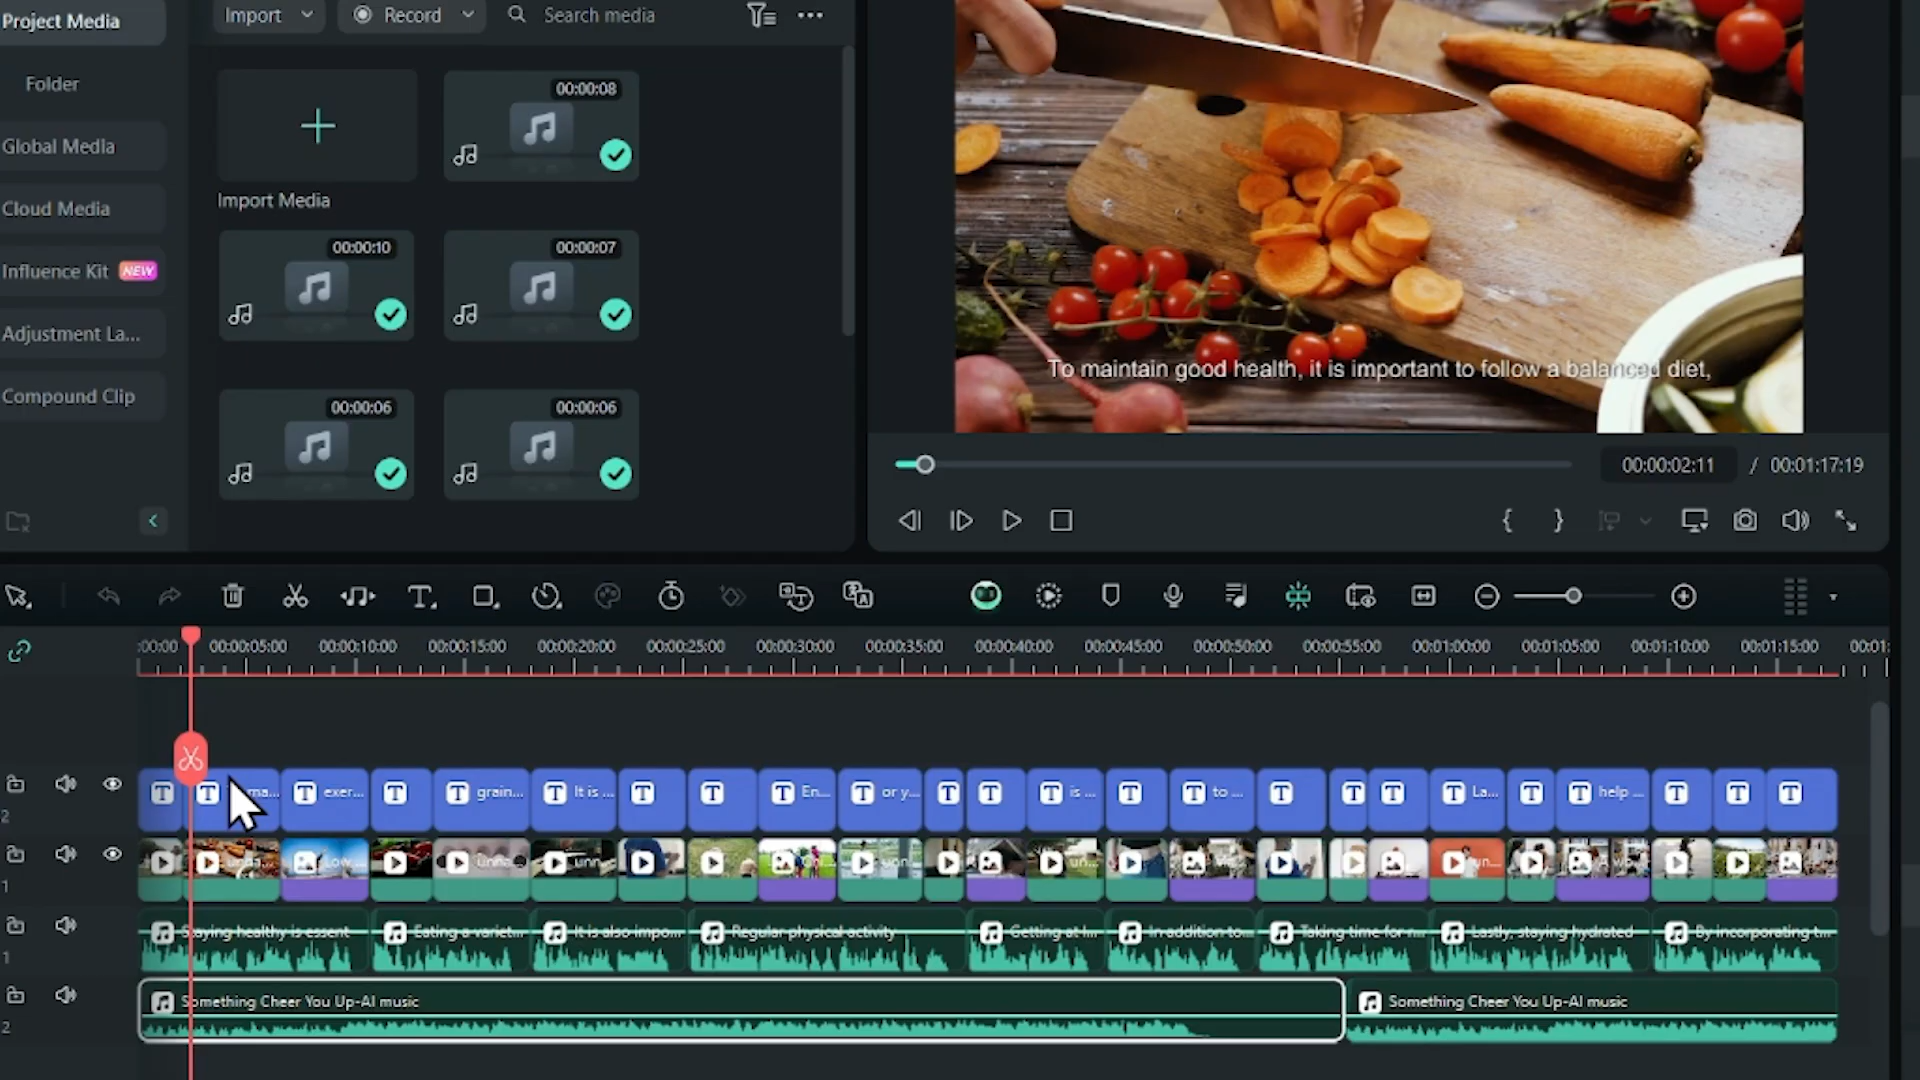 Project Media
Import
Record
Search media
Folder
00:00:08
Global Media
Import Media
Cloud Media
00:00:10
00:00:07
Influence Kit NEW
Adjustment La...
To maintain good health, it is important to follow a balanced diet,
Compound Clip
00:00:06
00:00:06
00:00:02:11 / 00:01:17:19
:00:00 00:00:05:00 00:00:10:00 00:00:15:00 00:00:20:00 00:00:25:00 00:00:30:00 00:00:35:00 00:00:40:00 00:00:45:00 00:00:50:00 00:00:55:00 00:01:00:00 00:01:05:00 00:01:10:00 00:01:15:00 00:01:
2 ma... exer... grain... It is ... En... or y... is ... to ... La... help ...
1 Low...
1 Staying healthy is essent Eating a variet... It is also impo... Regular physical activity Getting at l... In addition to... Taking time for r... Lastly, staying hydrated By incorporating t...
2 Something Cheer You Up-AI music Something Cheer You Up-AI music